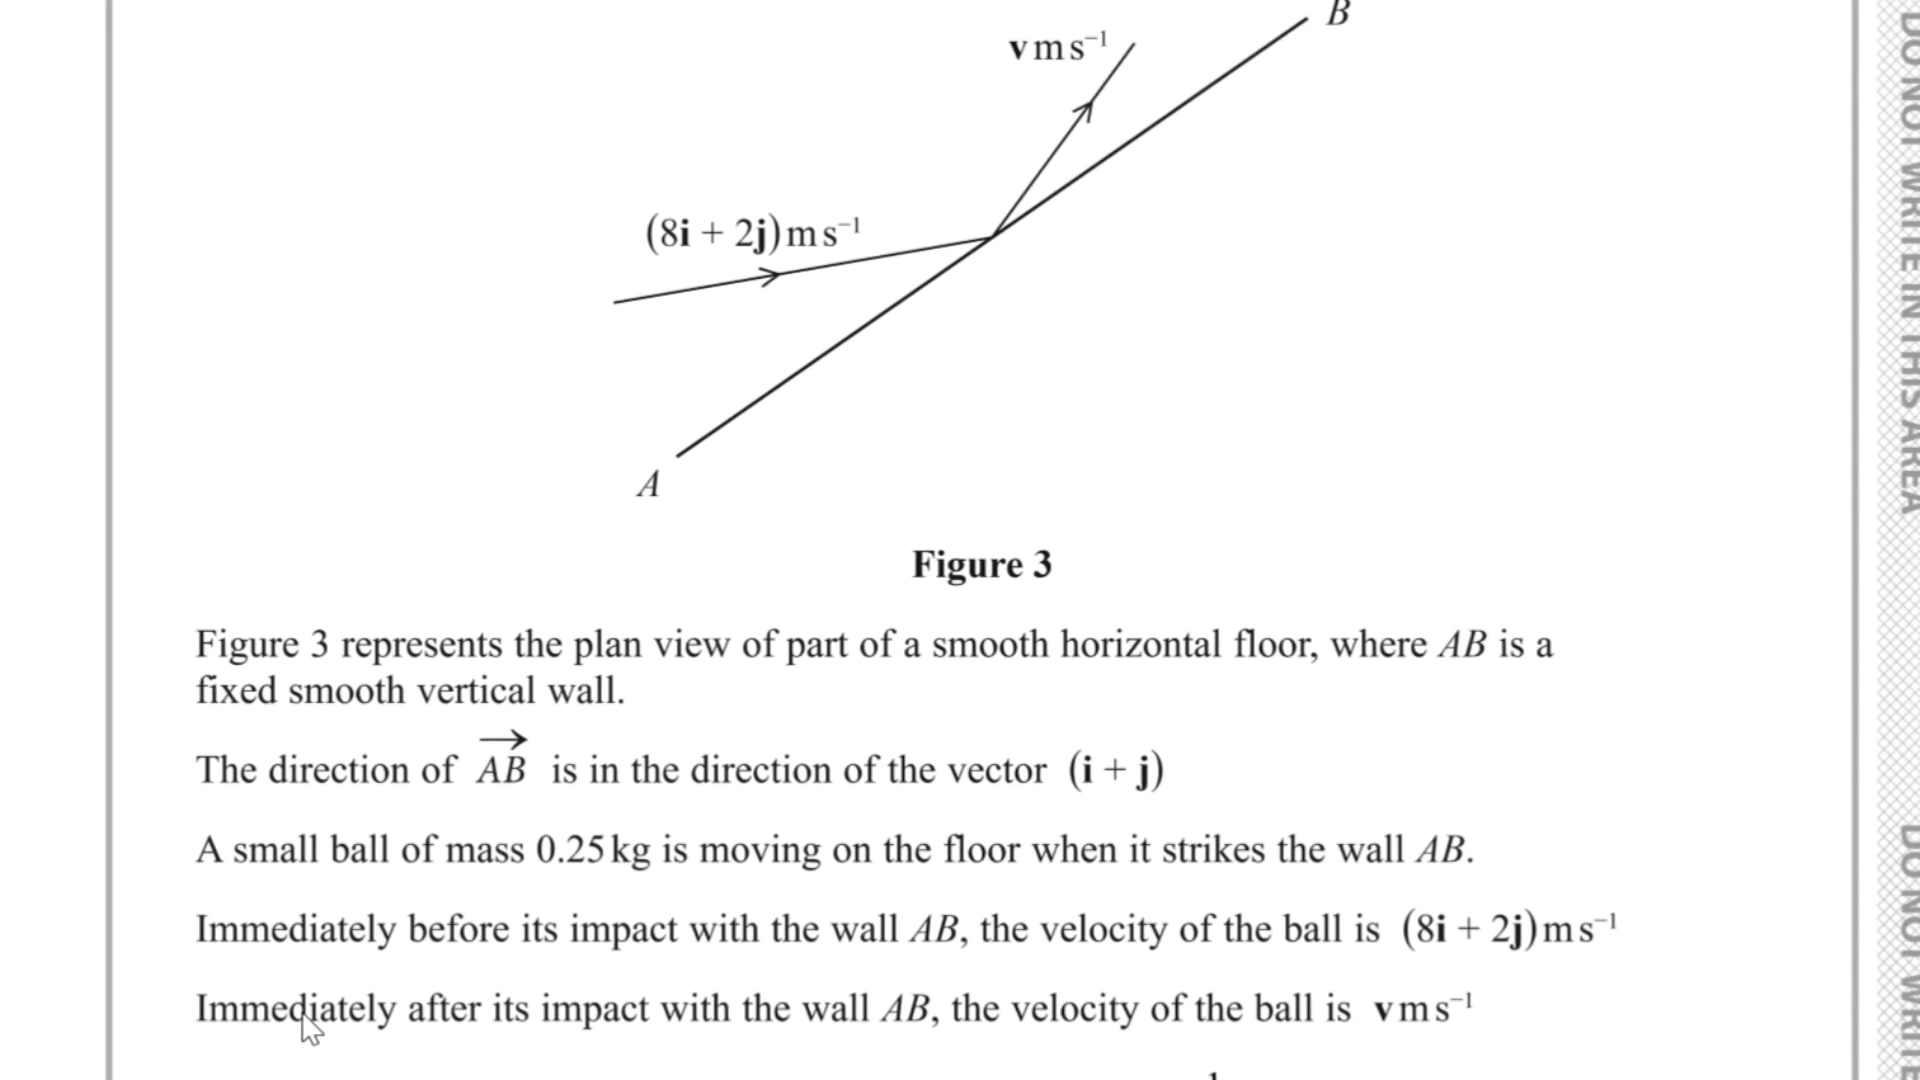 B
v m s⁻¹
(8i + 2j) m s⁻¹
A
Figure 3
Figure 3 represents the plan view of part of a smooth horizontal floor, where AB is a
fixed smooth vertical wall.
The direction of AB⃗ is in the direction of the vector (i + j)
A small ball of mass 0.25 kg is moving on the floor when it strikes the wall AB.
Immediately before its impact with the wall AB, the velocity of the ball is (8i + 2j) m s⁻¹
Immediately after its impact with the wall AB, the velocity of the ball is v m s⁻¹
DO NOT WRITE IN THIS AREA
DO NOT WRITE